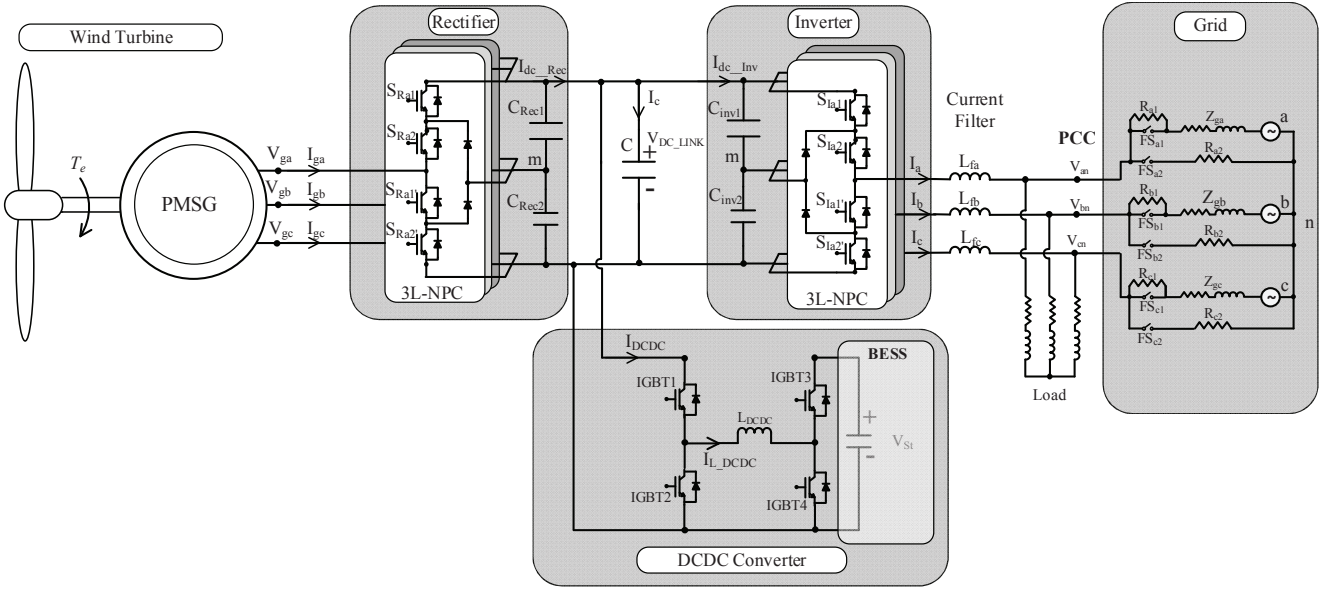 Wind Turbine
Rectifier
Inverter
Grid
T_e
PMSG
V_ga
I_ga
V_gb
I_gb
V_gc
I_gc
S_Ra1
S_Ra2
S_Ra1'
S_Ra2'
3L-NPC
I_dc__Rec
C_Rec1
m
C_Rec2
I_c
C
+
V_DC_LINK
-
I_dc_Inv
C_inv1
m
C_inv2
S_Ia1
S_Ia2
S_Ia1'
S_Ia2'
3L-NPC
Current
Filter
I_a
L_fa
I_b
L_fb
I_c
L_fc
PCC
V_an
V_bn
V_cn
Load
R_a1
FS_a1
Z_ga
a
R_a2
FS_a2
R_b1
FS_b1
Z_gb
b
n
R_b2
FS_b2
R_c1
FS_c1
Z_gc
c
R_c2
FS_c2
I_DCDC
IGBT1
IGBT3
BESS
L_DCDC
I_L_DCDC
+
V_St
-
IGBT2
IGBT4
DCDC Converter